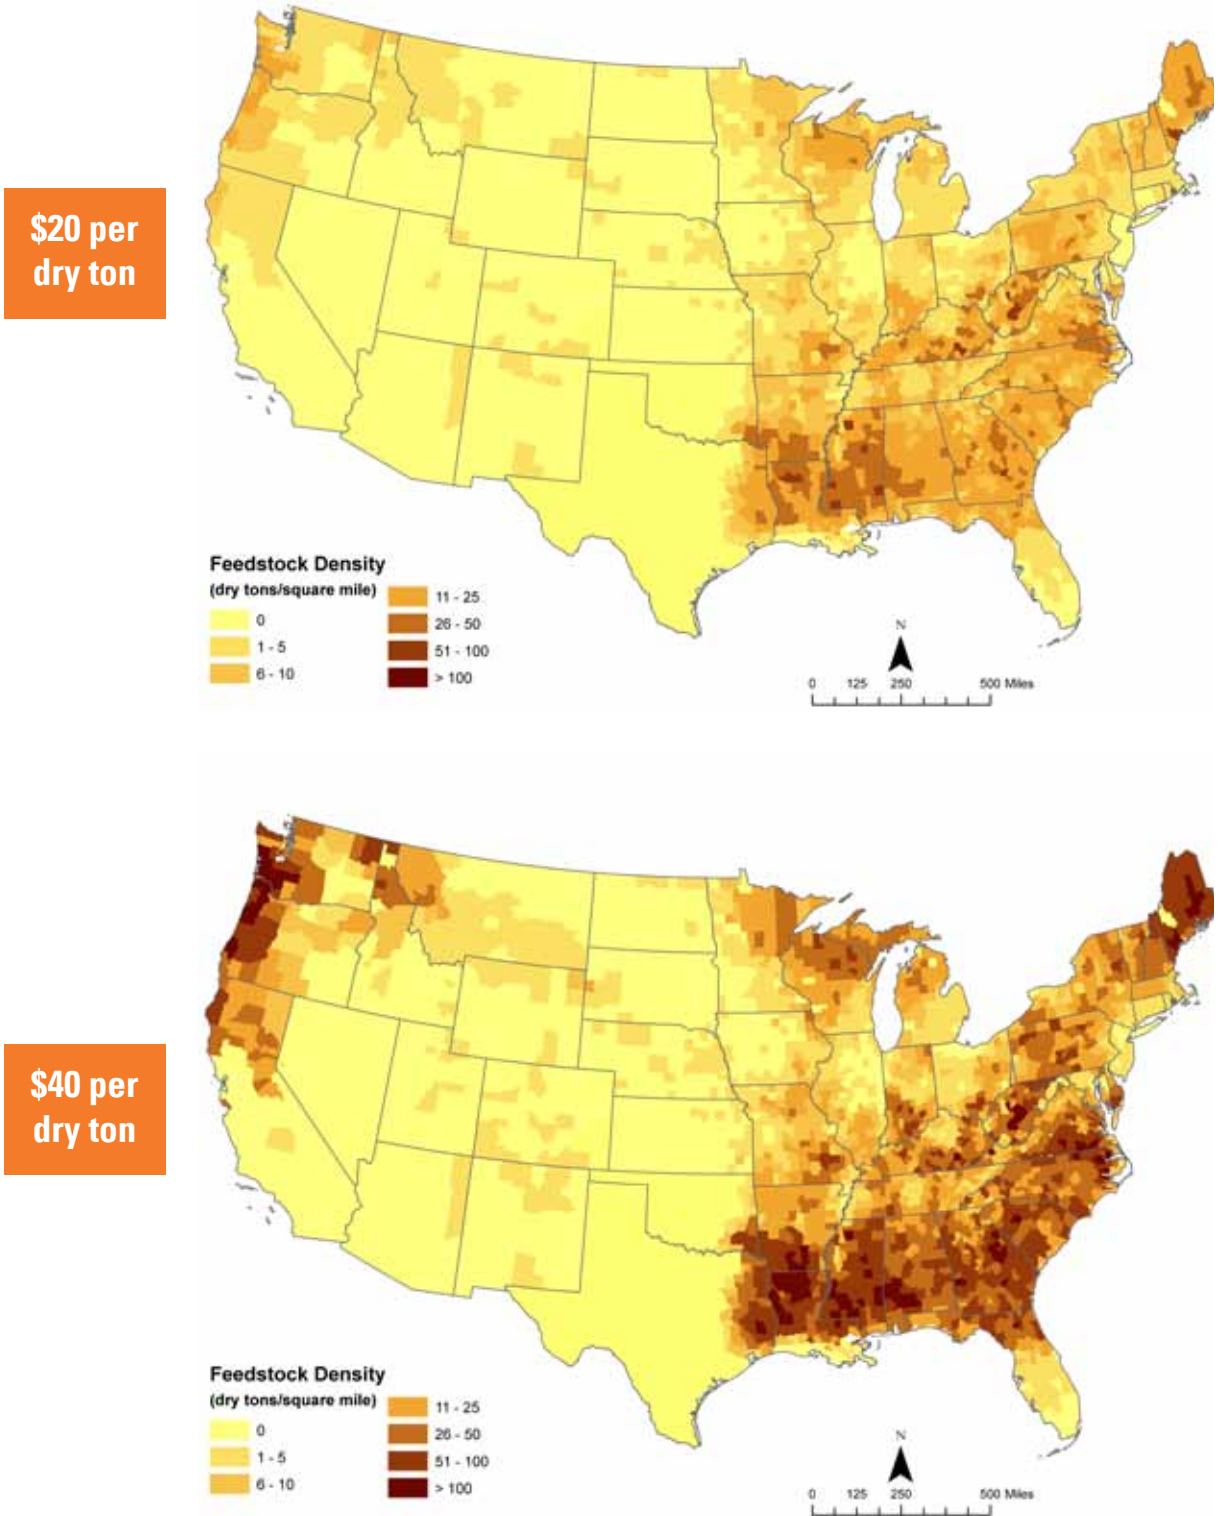 $20 per
dry ton
Feedstock Density
(dry tons/square mile)
0
1 - 5
6 - 10
11 - 25
26 - 50
51 - 100
> 100
N
0 125 250 500 Miles
$40 per
dry ton
Feedstock Density
(dry tons/square mile)
0
1 - 5
6 - 10
11 - 25
26 - 50
51 - 100
> 100
N
0 125 250 500 Miles